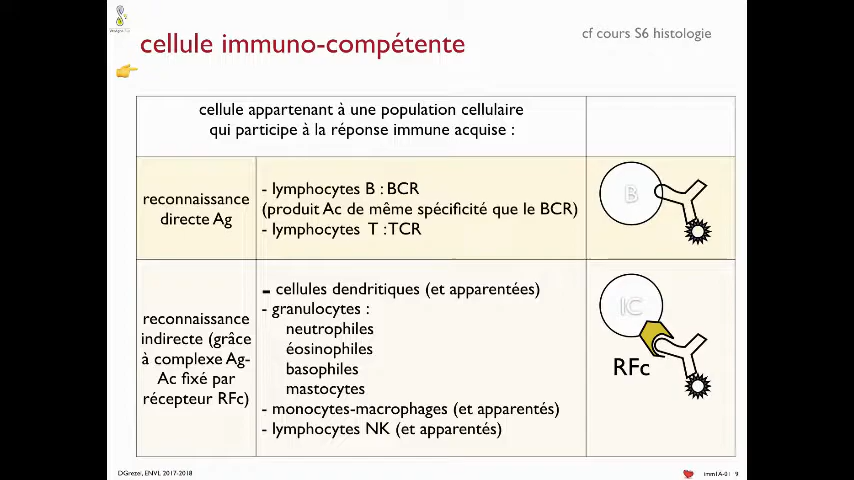 cellule immuno-compétente
cf cours S6 histologie
cellule appartenant à une population cellulaire
qui participe à la réponse immune acquise :
reconnaissance
directe Ag
- lymphocytes B : BCR
(produit Ac de même spécificité que le BCR)
- lymphocytes T : TCR
B
reconnaissance
indirecte (grâce
à complexe Ag-
Ac fixé par
récepteur RFc)
- cellules dendritiques (et apparentées)
- granulocytes :
neutrophiles
éosinophiles
basophiles
mastocytes
- monocytes-macrophages (et apparentés)
- lymphocytes NK (et apparentés)
IC
RFc
DGrezel, ENVL 2017-2018
imm1A-01 9